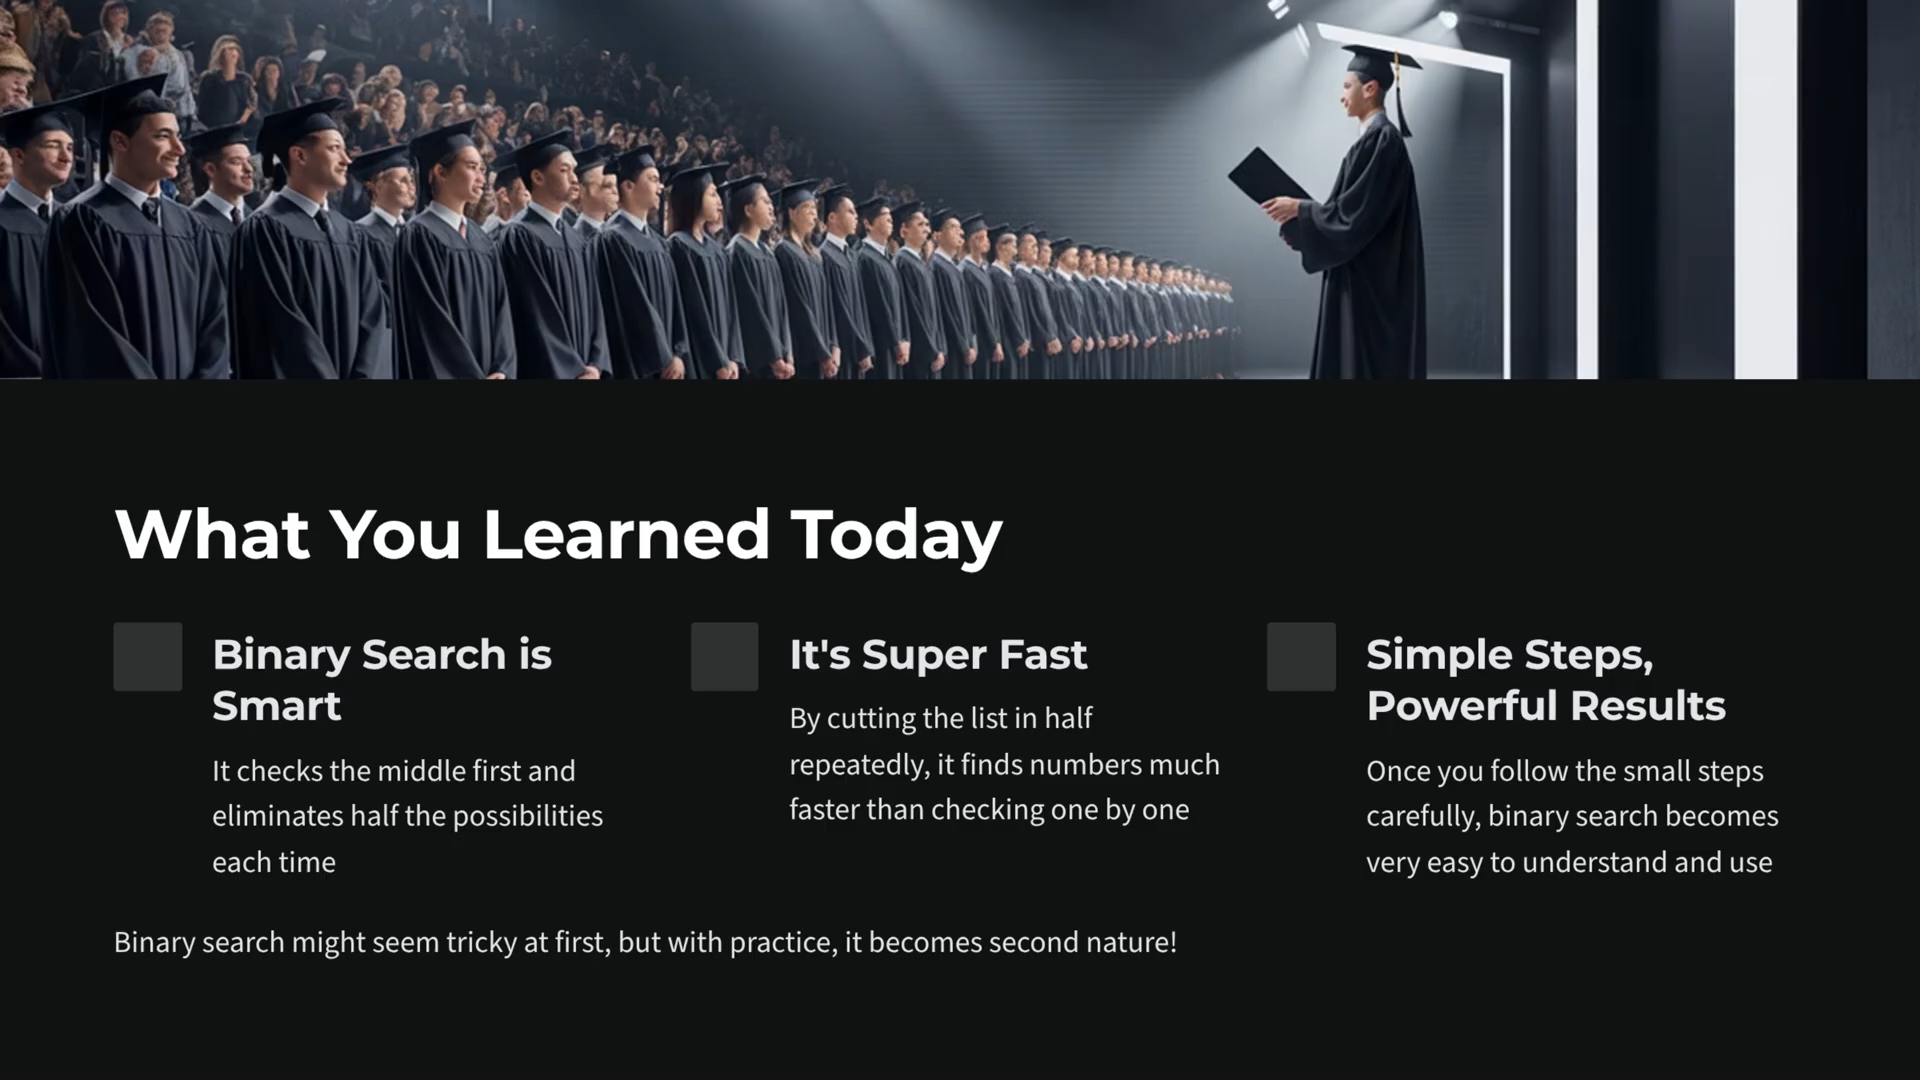 What You Learned Today
Binary Search is
Smart
It checks the middle first and
eliminates half the possibilities
each time
It's Super Fast
By cutting the list in half
repeatedly, it finds numbers much
faster than checking one by one
Simple Steps,
Powerful Results
Once you follow the small steps
carefully, binary search becomes
very easy to understand and use
Binary search might seem tricky at first, but with practice, it becomes second nature!